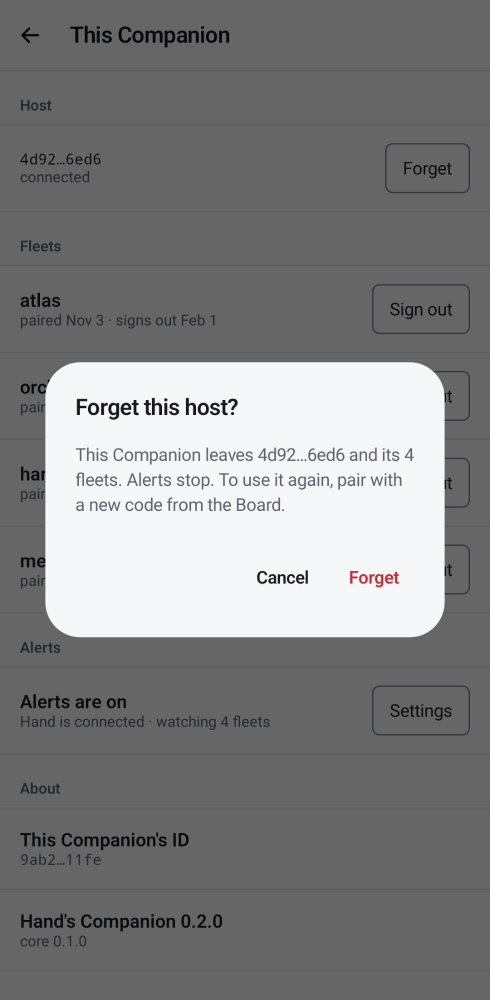 This Companion
Host
4d92…6ed6
connected
Forget
Fleets
atlas
paired Nov 3 · signs out Feb 1
Sign out
Forget this host?
This Companion leaves 4d92…6ed6 and its 4
fleets. Alerts stop. To use it again, pair with
a new code from the Board.
Cancel
Forget
Alerts
Alerts are on
Hand is connected · watching 4 fleets
Settings
About
This Companion's ID
9ab2…11fe
Hand's Companion 0.2.0
core 0.1.0